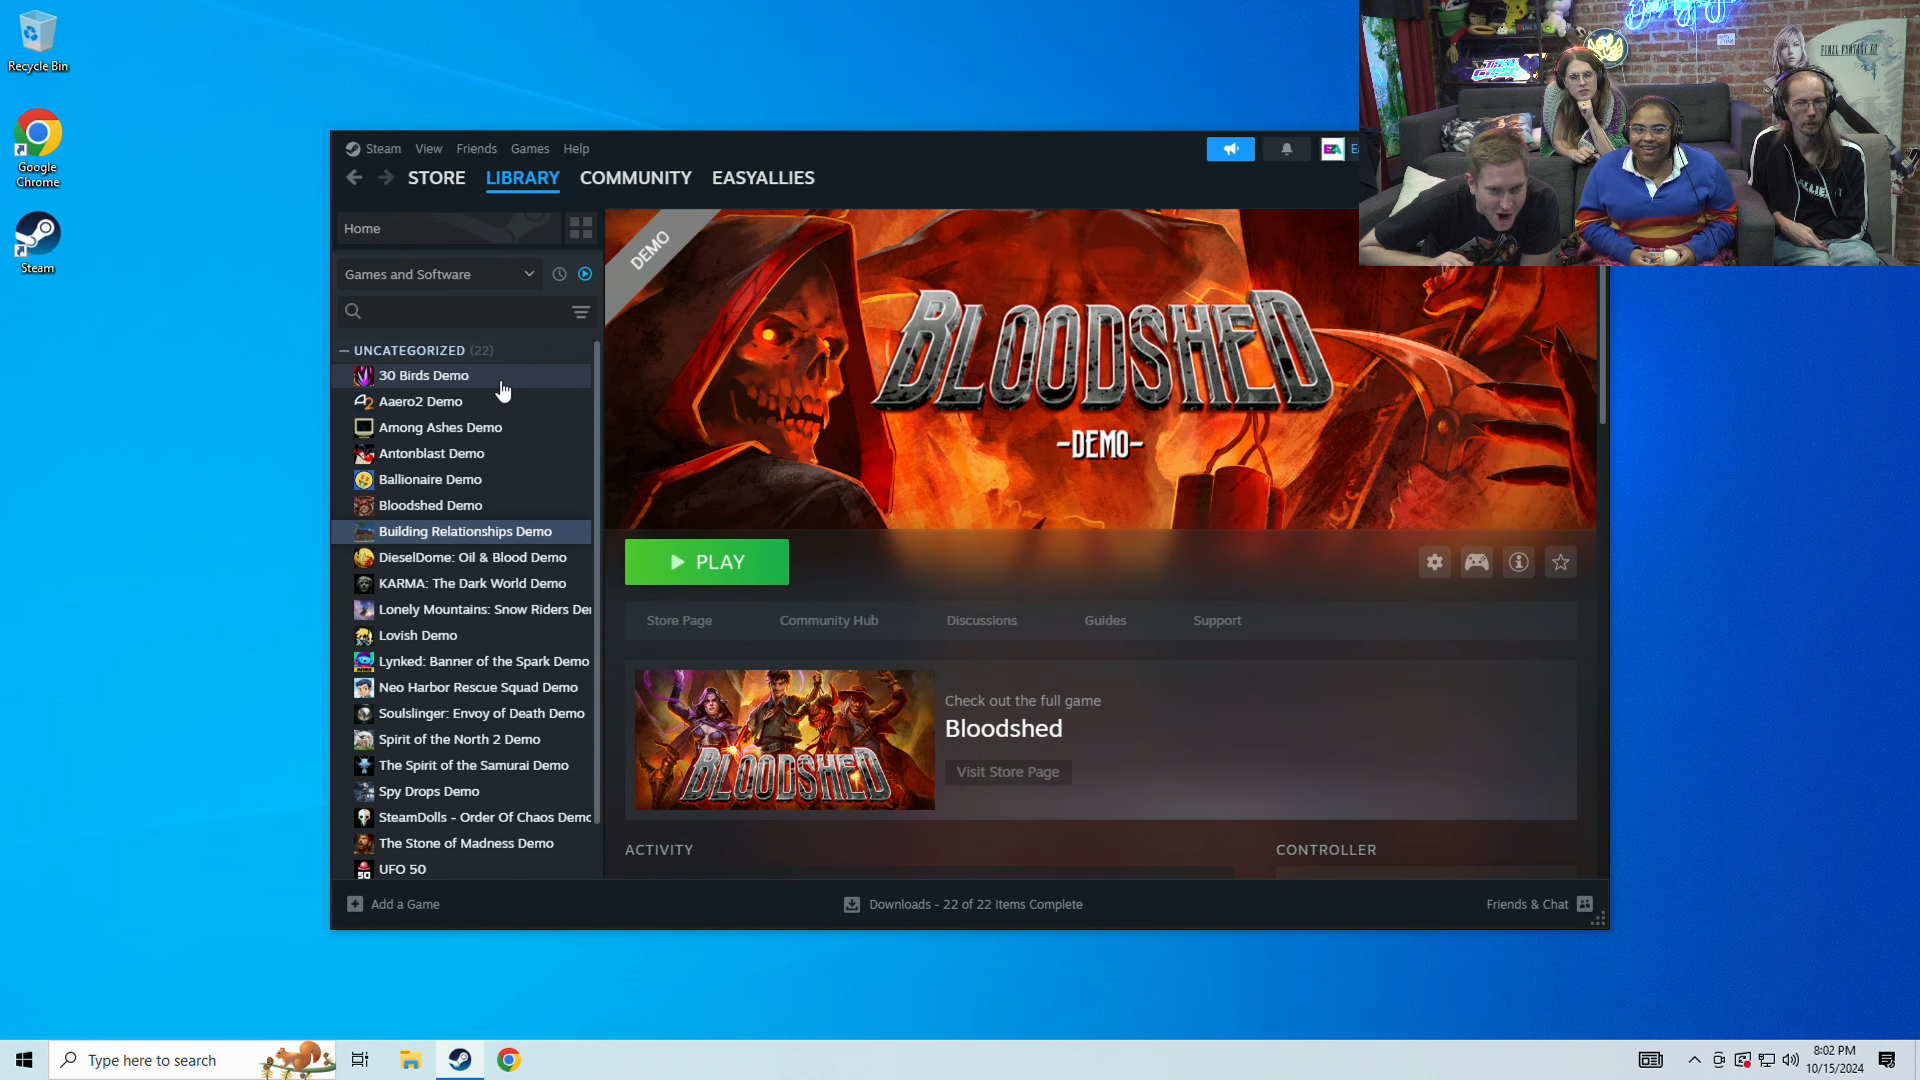 Recycle Bin
Google
Chrome
Steam
Steam View Friends Games Help
EZA
STORE LIBRARY COMMUNITY EASYALLIES
Home
Games and Software
UNCATEGORIZED (22)
30 Birds Demo
Aaero2 Demo
Among Ashes Demo
Antonblast Demo
Ballionaire Demo
Bloodshed Demo
Building Relationships Demo
DieselDome: Oil & Blood Demo
KARMA: The Dark World Demo
Lonely Mountains: Snow Riders De
Lovish Demo
Lynked: Banner of the Spark Demo
Neo Harbor Rescue Squad Demo
Soulslinger: Envoy of Death Demo
Spirit of the North 2 Demo
The Spirit of the Samurai Demo
Spy Drops Demo
SteamDolls - Order Of Chaos Demo
The Stone of Madness Demo
UFO 50
DEMO
BLOODSHED
-DEMO-
PLAY
Store Page Community Hub Discussions Guides Support
BLOODSHED
Check out the full game
Bloodshed
Visit Store Page
ACTIVITY
CONTROLLER
Add a Game
Downloads - 22 of 22 Items Complete
Friends & Chat
FINAL FANTASY XIII
Type here to search
8:02 PM
10/15/2024